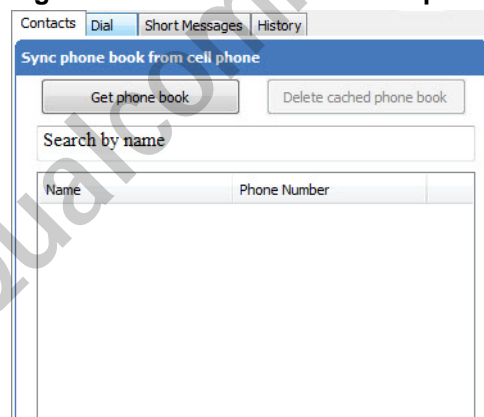 Contacts Dial Short Messages History
Sync phone book from cell phone
Get phone book Delete cached phone book
Search by name
Name Phone Number